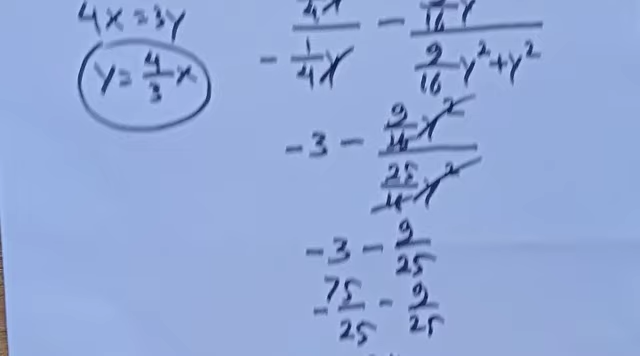 4x = 3y
y = 4/3 x
- 1/4 y
9/16 y² + y²
- 3 - 9/16 y² / 25/16 y²
- 3 - 9/25
- 75/25 - 9/25